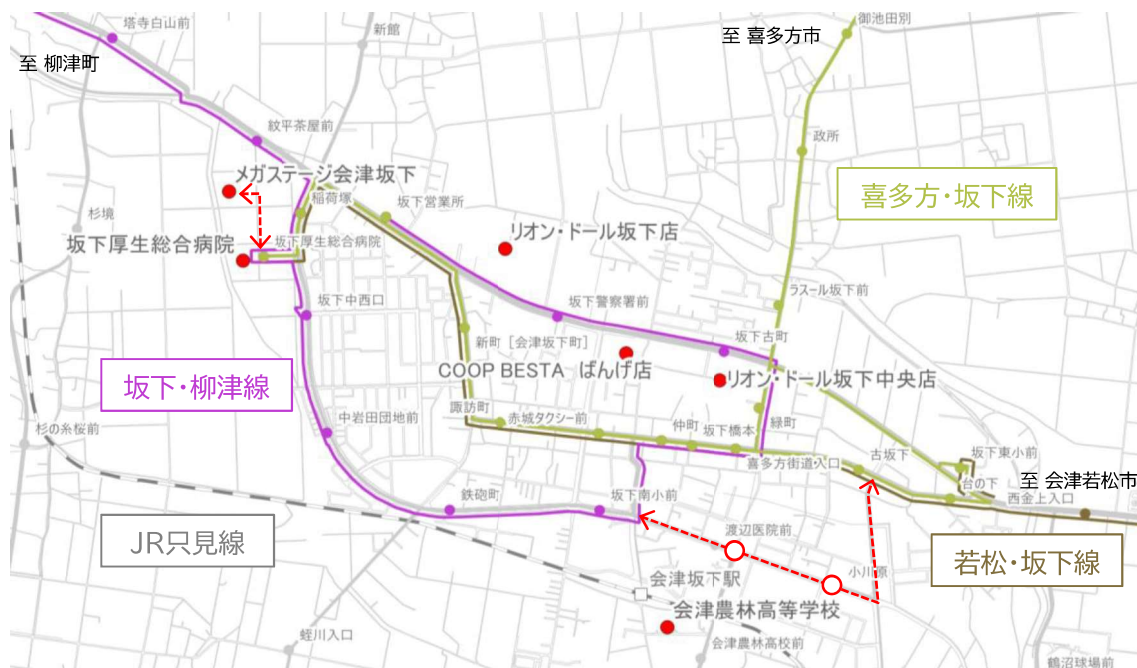 塔寺白山前
新館
御池田別
至 喜多方市
至 柳津町
紋平茶屋前
政所
メガステージ会津坂下
稲荷塚
坂下営業所
喜多方・坂下線
杉境
坂下厚生総合病院
坂下厚生総合病院
リオン・ドール坂下店
坂下中西口
坂下警察署前
ラスール坂下前
坂下古町
新町［会津坂下町］
COOP BESTA ばんげ店
リオン・ドール坂下中央店
坂下・柳津線
諏訪町
赤城タクシー前
仲町
坂下橋本
緑町
中岩田団地前
杉の糸桜前
喜多方街道入口
古坂下
坂下東小前
台の下
至 会津若松市
西金上入口
鉄砲町
坂下南小前
渡辺医院前
JR只見線
小川原
若松・坂下線
会津坂下駅
会津農林高等学校
蛭川入口
会津農林高校前
鶴沼球場前